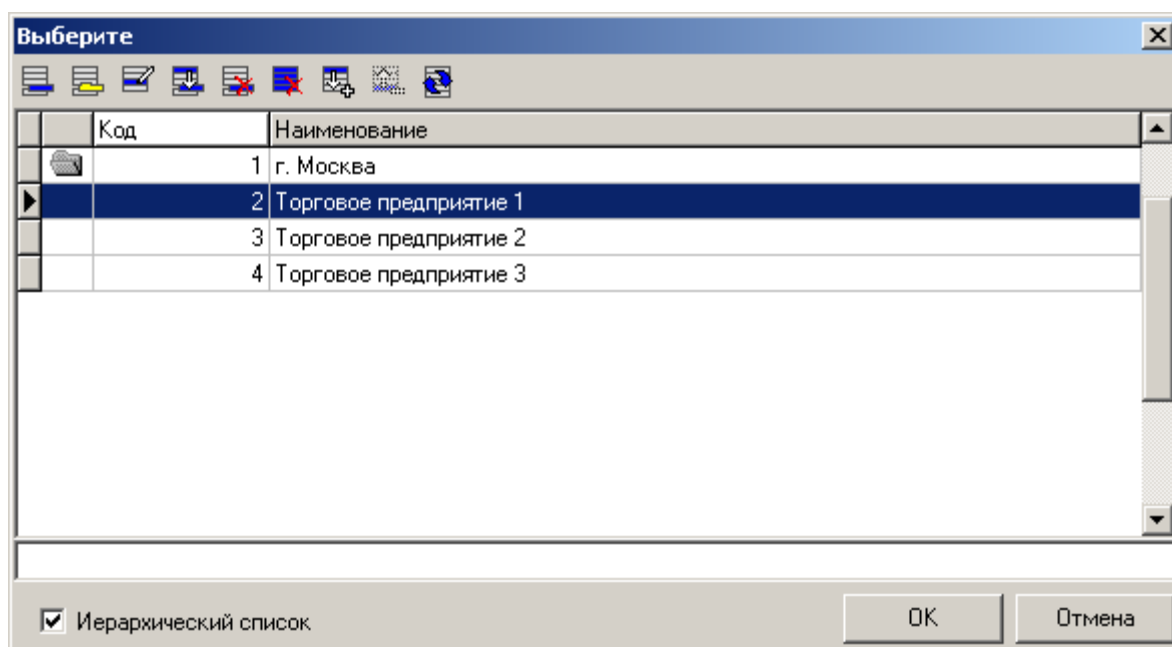 Выберите
Код Наименование
1 г. Москва
2 Торговое предприятие 1
3 Торговое предприятие 2
4 Торговое предприятие 3
Иерархический список OK Отмена